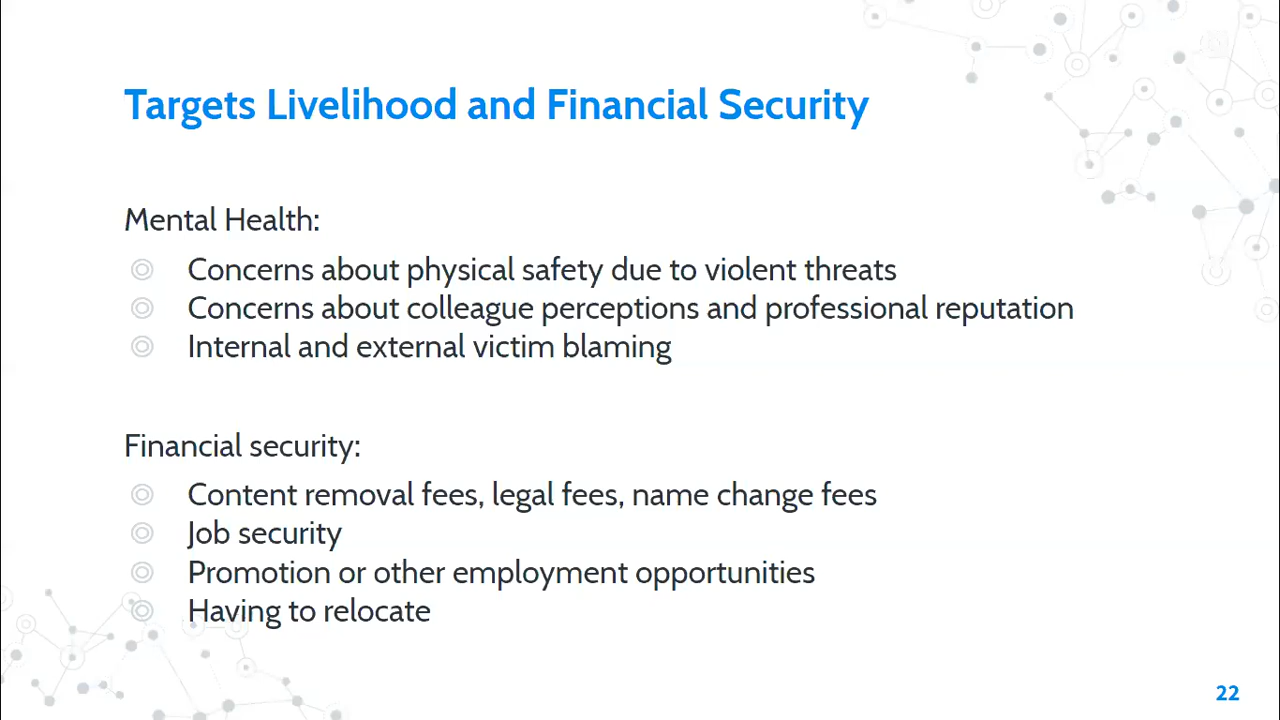 Targets Livelihood and Financial Security
Mental Health:
Concerns about physical safety due to violent threats
Concerns about colleague perceptions and professional reputation
Internal and external victim blaming
Financial security:
Content removal fees, legal fees, name change fees
Job security
Promotion or other employment opportunities
Having to relocate
22